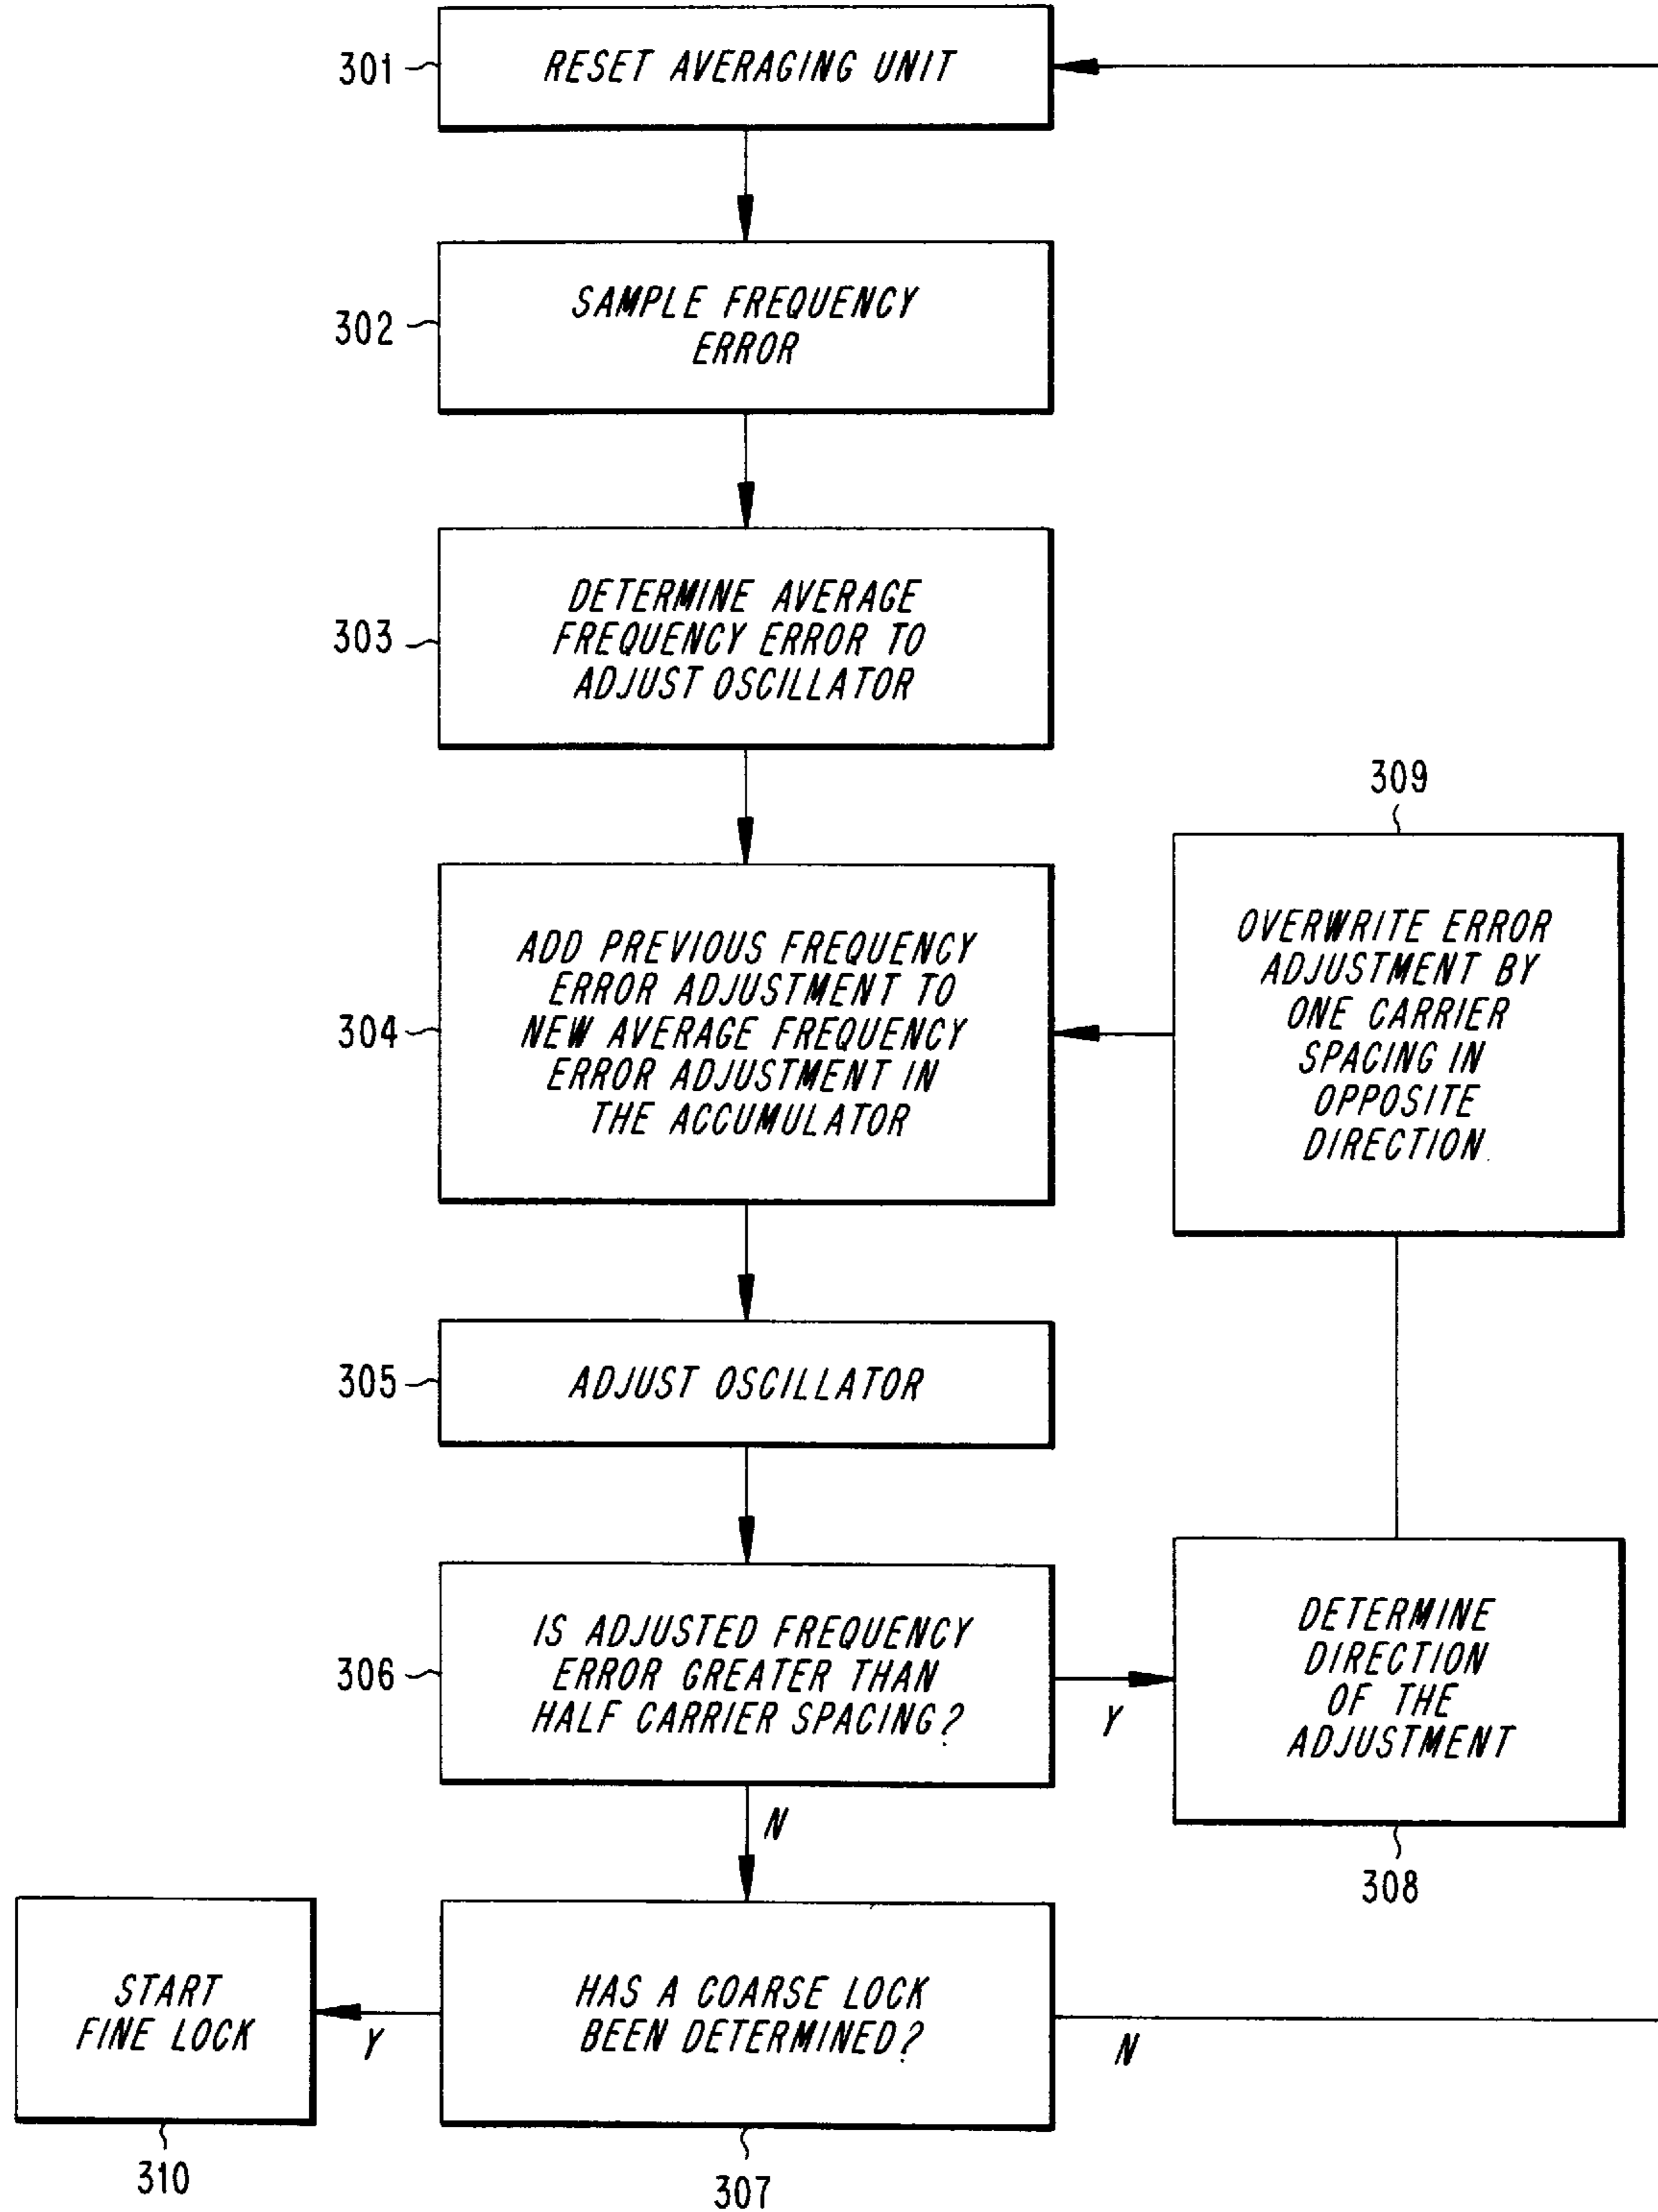 301
RESET AVERAGING UNIT
302
SAMPLE FREQUENCY
ERROR
303
DETERMINE AVERAGE
FREQUENCY ERROR TO
ADJUST OSCILLATOR
304
ADD PREVIOUS FREQUENCY
ERROR ADJUSTMENT TO
NEW AVERAGE FREQUENCY
ERROR ADJUSTMENT IN
THE ACCUMULATOR
309
OVERWRITE ERROR
ADJUSTMENT BY
ONE CARRIER
SPACING IN
OPPOSITE
DIRECTION.
305
ADJUST OSCILLATOR
306
IS ADJUSTED FREQUENCY
ERROR GREATER THAN
HALF CARRIER SPACING?
Y
N
DETERMINE
DIRECTION
OF THE
ADJUSTMENT
308
START
FINE LOCK
310
Y
HAS A COARSE LOCK
BEEN DETERMINED?
N
307